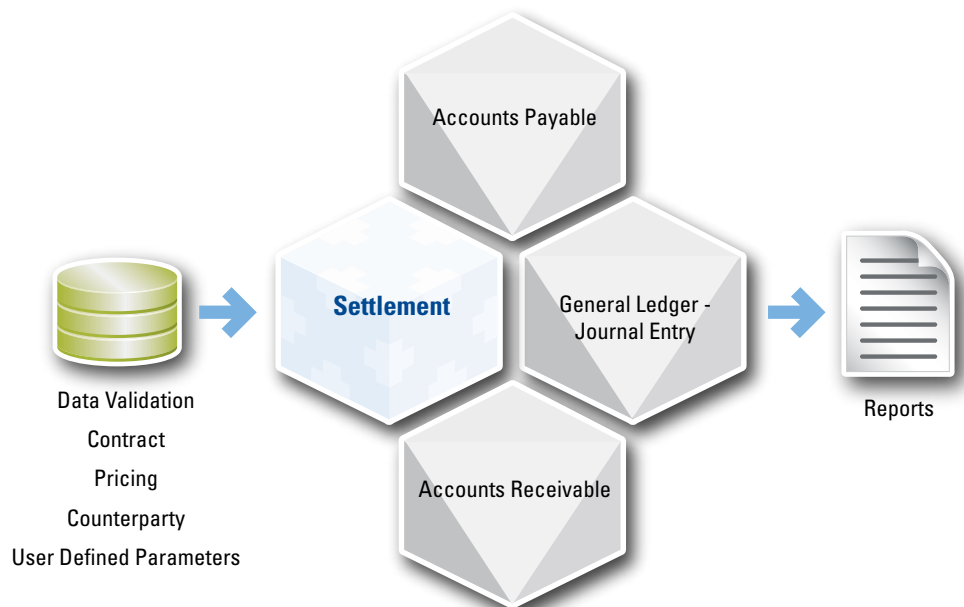 Accounts Payable
Settlement
General Ledger -
Journal Entry
Accounts Receivable
Data Validation
Contract
Pricing
Counterparty
User Defined Parameters
Reports